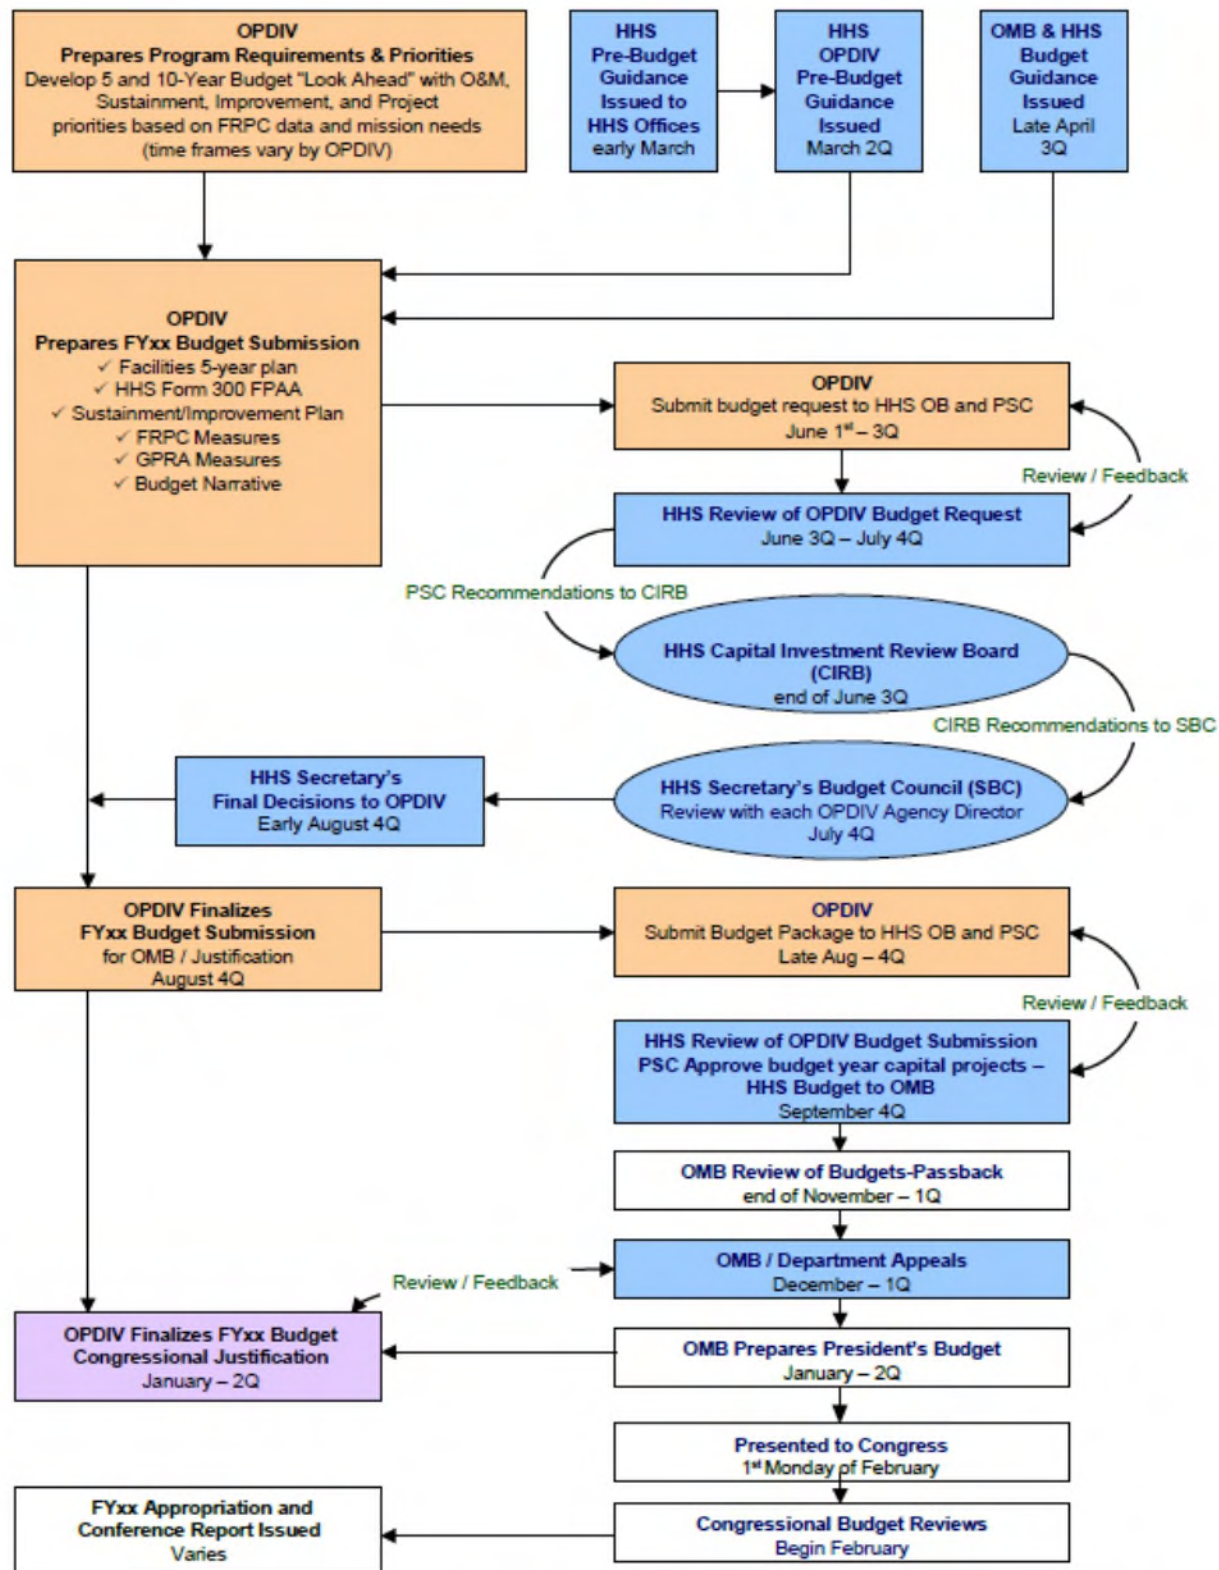 OPDIV
Prepares Program Requirements & Priorities
Develop 5 and 10-Year Budget "Look Ahead" with O&M,
Sustainment, Improvement, and Project
priorities based on FRPC data and mission needs
(time frames vary by OPDIV)
HHS
Pre-Budget
Guidance
Issued to
HHS Offices
early March
HHS
OPDIV
Pre-Budget
Guidance
Issued
March 2Q
OMB & HHS
Budget
Guidance
Issued
Late April
3Q
OPDIV
Prepares FYxx Budget Submission
✓ Facilities 5-year plan
✓ HHS Form 300 FPAA
✓ Sustainment/Improvement Plan
✓ FRPC Measures
✓ GPRA Measures
✓ Budget Narrative
OPDIV
Submit budget request to HHS OB and PSC
June 1st – 3Q
Review / Feedback
HHS Review of OPDIV Budget Request
June 3Q – July 4Q
PSC Recommendations to CIRB
HHS Capital Investment Review Board
(CIRB)
end of June 3Q
CIRB Recommendations to SBC
HHS Secretary's Budget Council (SBC)
Review with each OPDIV Agency Director
July 4Q
HHS Secretary's
Final Decisions to OPDIV
Early August 4Q
OPDIV Finalizes
FYxx Budget Submission
for OMB / Justification
August 4Q
OPDIV
Submit Budget Package to HHS OB and PSC
Late Aug – 4Q
Review / Feedback
HHS Review of OPDIV Budget Submission
PSC Approve budget year capital projects –
HHS Budget to OMB
September 4Q
OMB Review of Budgets-Passback
end of November – 1Q
OMB / Department Appeals
December – 1Q
Review / Feedback
OPDIV Finalizes FYxx Budget
Congressional Justification
January – 2Q
OMB Prepares President's Budget
January – 2Q
Presented to Congress
1st Monday of February
Congressional Budget Reviews
Begin February
FYxx Appropriation and
Conference Report Issued
Varies